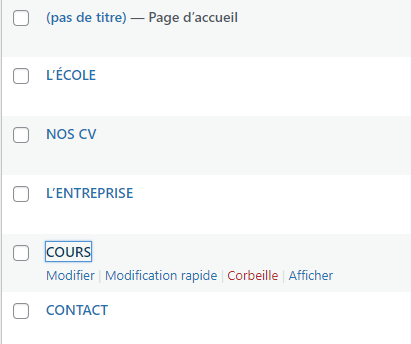 (pas de titre) — Page d’accueil
L’ÉCOLE
NOS CV
L’ENTREPRISE
COURS
Modifier | Modification rapide | Corbeille | Afficher
CONTACT